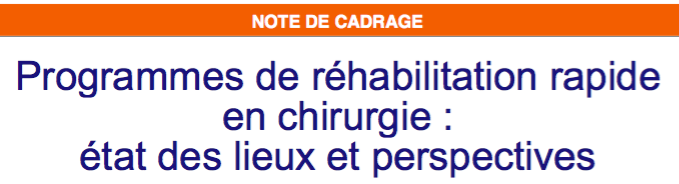 NOTE DE CADRAGE
Programmes de réhabilitation rapide
en chirurgie :
état des lieux et perspectives